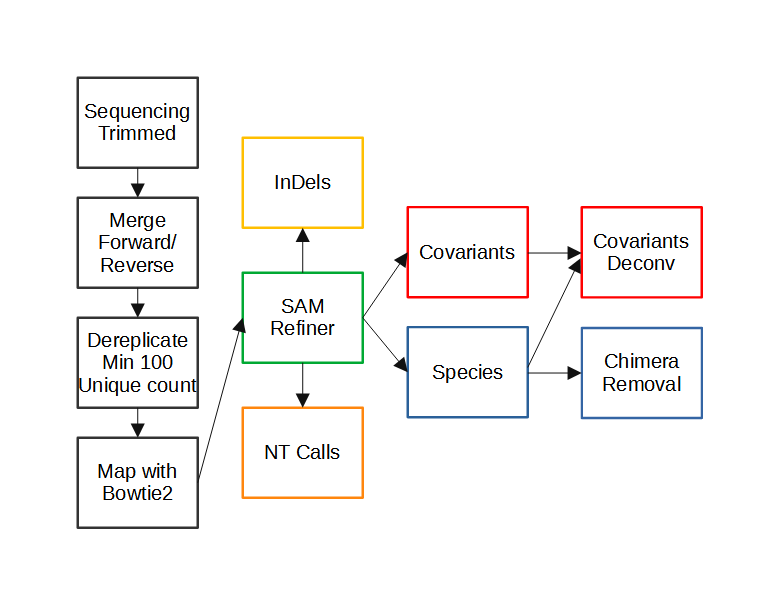 Sequencing
Trimmed
Merge
Forward/
Reverse
Dereplicate
Min 100
Unique count
Map with
Bowtie2
InDels
SAM
Refiner
NT Calls
Covariants
Species
Covariants
Deconv
Chimera
Removal